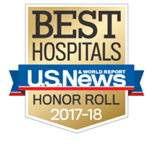 BEST
HOSPITALS
U.S.News
& WORLD REPORT
HONOR ROLL
2017-18